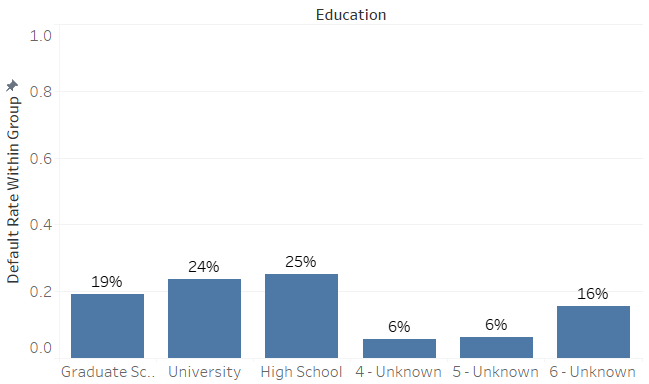 Education
Default Rate Within Group
1.0
0.8
0.6
0.4
0.2
0.0
19%
24%
25%
6%
6%
16%
Graduate Sc..
University
High School
4 - Unknown
5 - Unknown
6 - Unknown